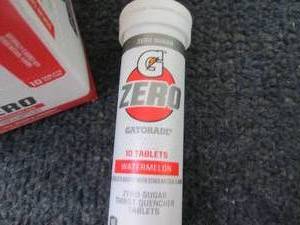 ZERO SUGAR
G
ZERO
GATORADE
10 TABLETS
WATERMELON
ZERO SUGAR
THIRST QUENCHER
TABLETS
10
ZERO